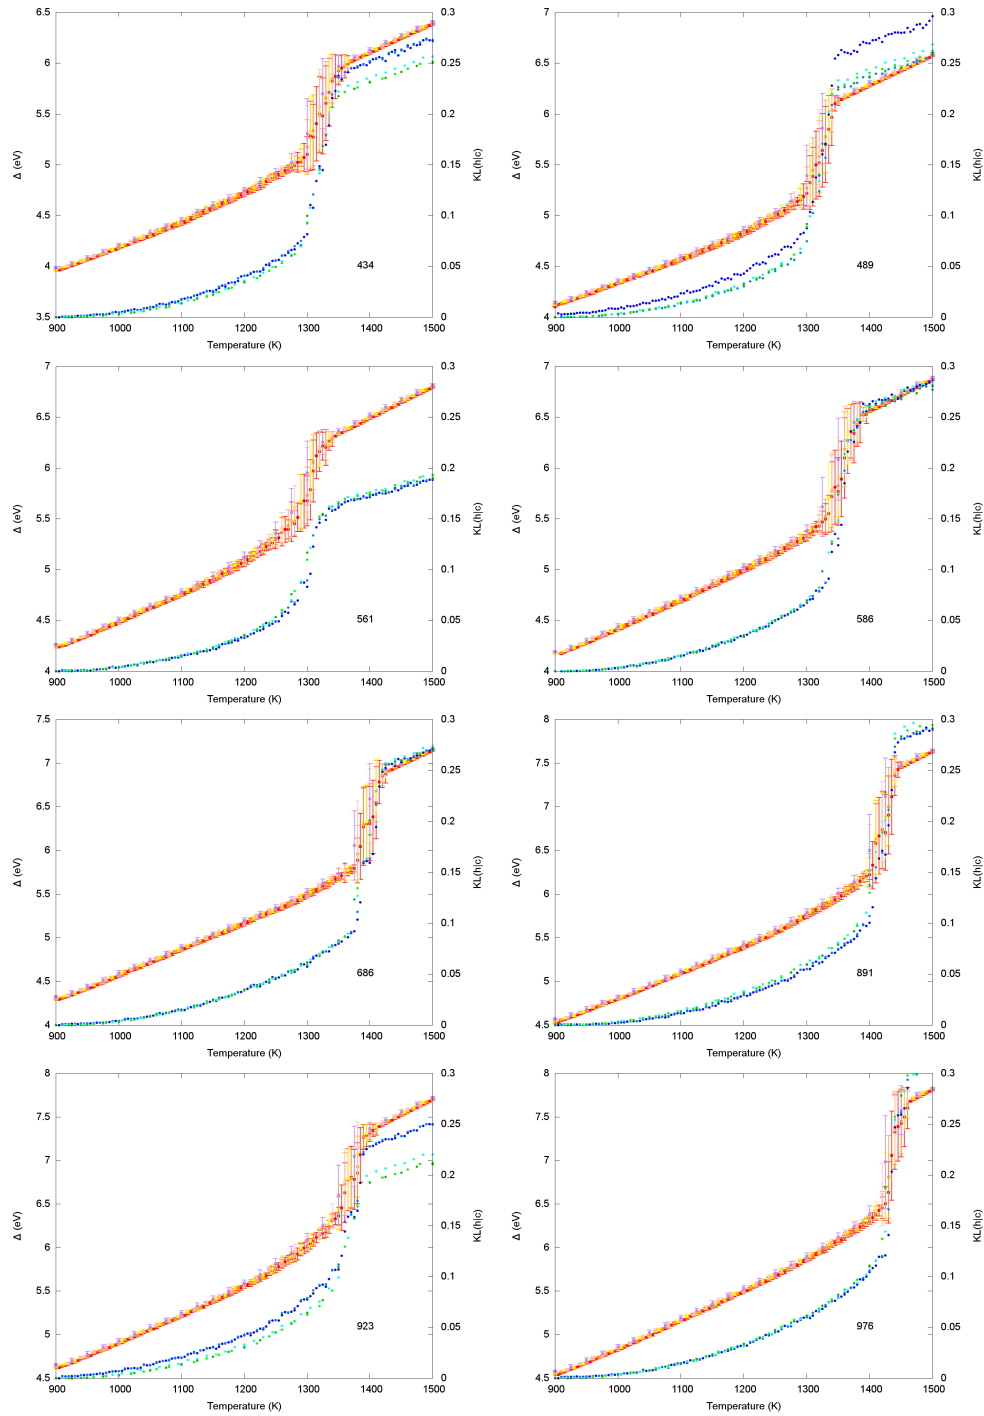 6.5 0.3 7 0.3
6 0.25 6.5 0.25
5.5 0.2 6 0.2
Δ (eV) 5 0.15 KL(h|c) Δ (eV) 5.5 0.15 KL(h|c)
4.5 0.1 5 0.1
4 434 0.05 4.5 489 0.05
3.5 0 4 0
900 1000 1100 1200 1300 1400 1500 900 1000 1100 1200 1300 1400 1500
Temperature (K) Temperature (K)
7 0.3 7 0.3
6.5 0.25 6.5 0.25
6 0.2 6 0.2
Δ (eV) 5.5 0.15 KL(h|c) Δ (eV) 5.5 0.15 KL(h|c)
5 0.1 5 0.1
4.5 561 0.05 4.5 586 0.05
4 0 4 0
900 1000 1100 1200 1300 1400 1500 900 1000 1100 1200 1300 1400 1500
Temperature (K) Temperature (K)
7.5 0.3 8 0.3
7 0.25 7.5 0.25
6.5 7
6 0.2 6.5 0.2
Δ (eV) 0.15 KL(h|c) Δ (eV) 0.15 KL(h|c)
5.5 6
5 0.1 5.5 0.1
4.5 686 0.05 5 891 0.05
4 0 4.5 0
900 1000 1100 1200 1300 1400 1500 900 1000 1100 1200 1300 1400 1500
Temperature (K) Temperature (K)
8 0.3 8 0.3
7.5 0.25 7.5 0.25
7 7
6.5 0.2 6.5 0.2
Δ (eV) 0.15 KL(h|c) Δ (eV) 0.15 KL(h|c)
6 6
5.5 0.1 5.5 0.1
5 923 0.05 5 976 0.05
4.5 0 4.5 0
900 1000 1100 1200 1300 1400 1500 900 1000 1100 1200 1300 1400 1500
Temperature (K) Temperature (K)